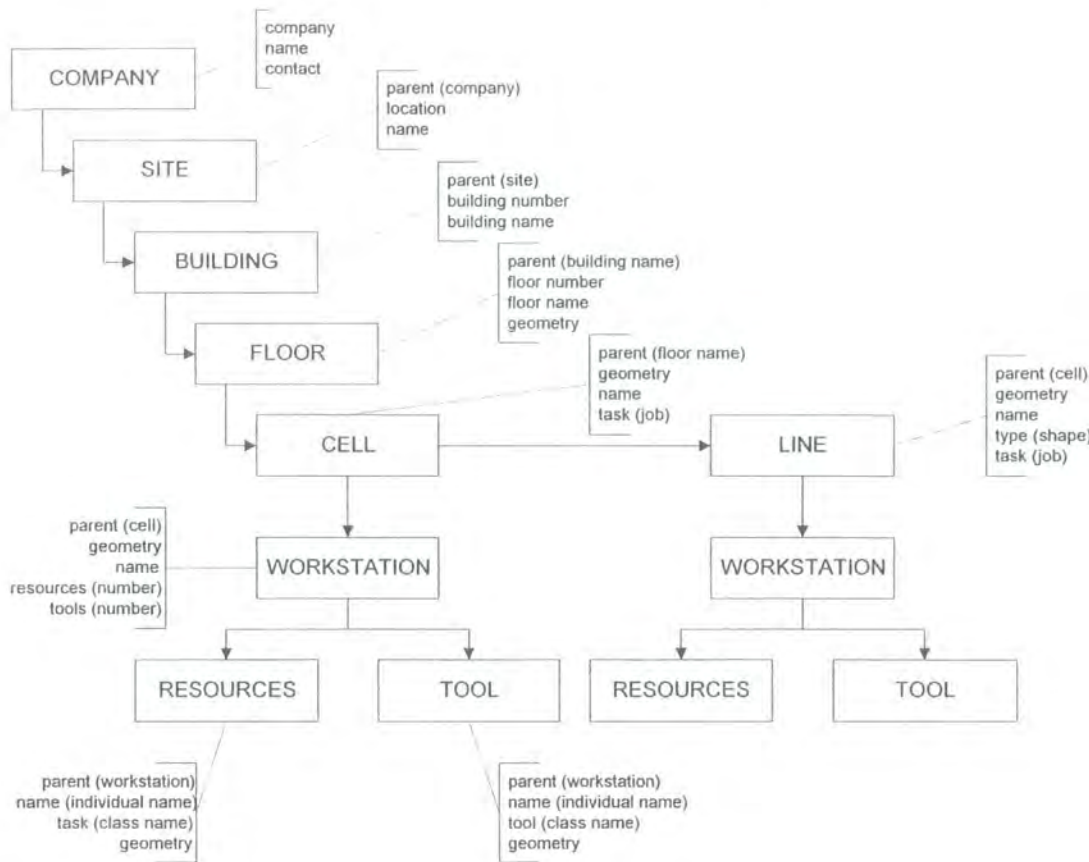 company
name
contact
COMPANY
parent (company)
location
name
SITE
parent (site)
building number
building name
BUILDING
parent (building name)
floor number
floor name
geometry
FLOOR
parent (floor name)
geometry
name
task (job)
parent (cell)
geometry
name
type (shape)
task (job)
CELL
LINE
parent (cell)
geometry
name
resources (number)
tools (number)
WORKSTATION
WORKSTATION
RESOURCES
TOOL
RESOURCES
TOOL
parent (workstation)
name (individual name)
task (class name)
geometry
parent (workstation)
name (individual name)
tool (class name)
geometry